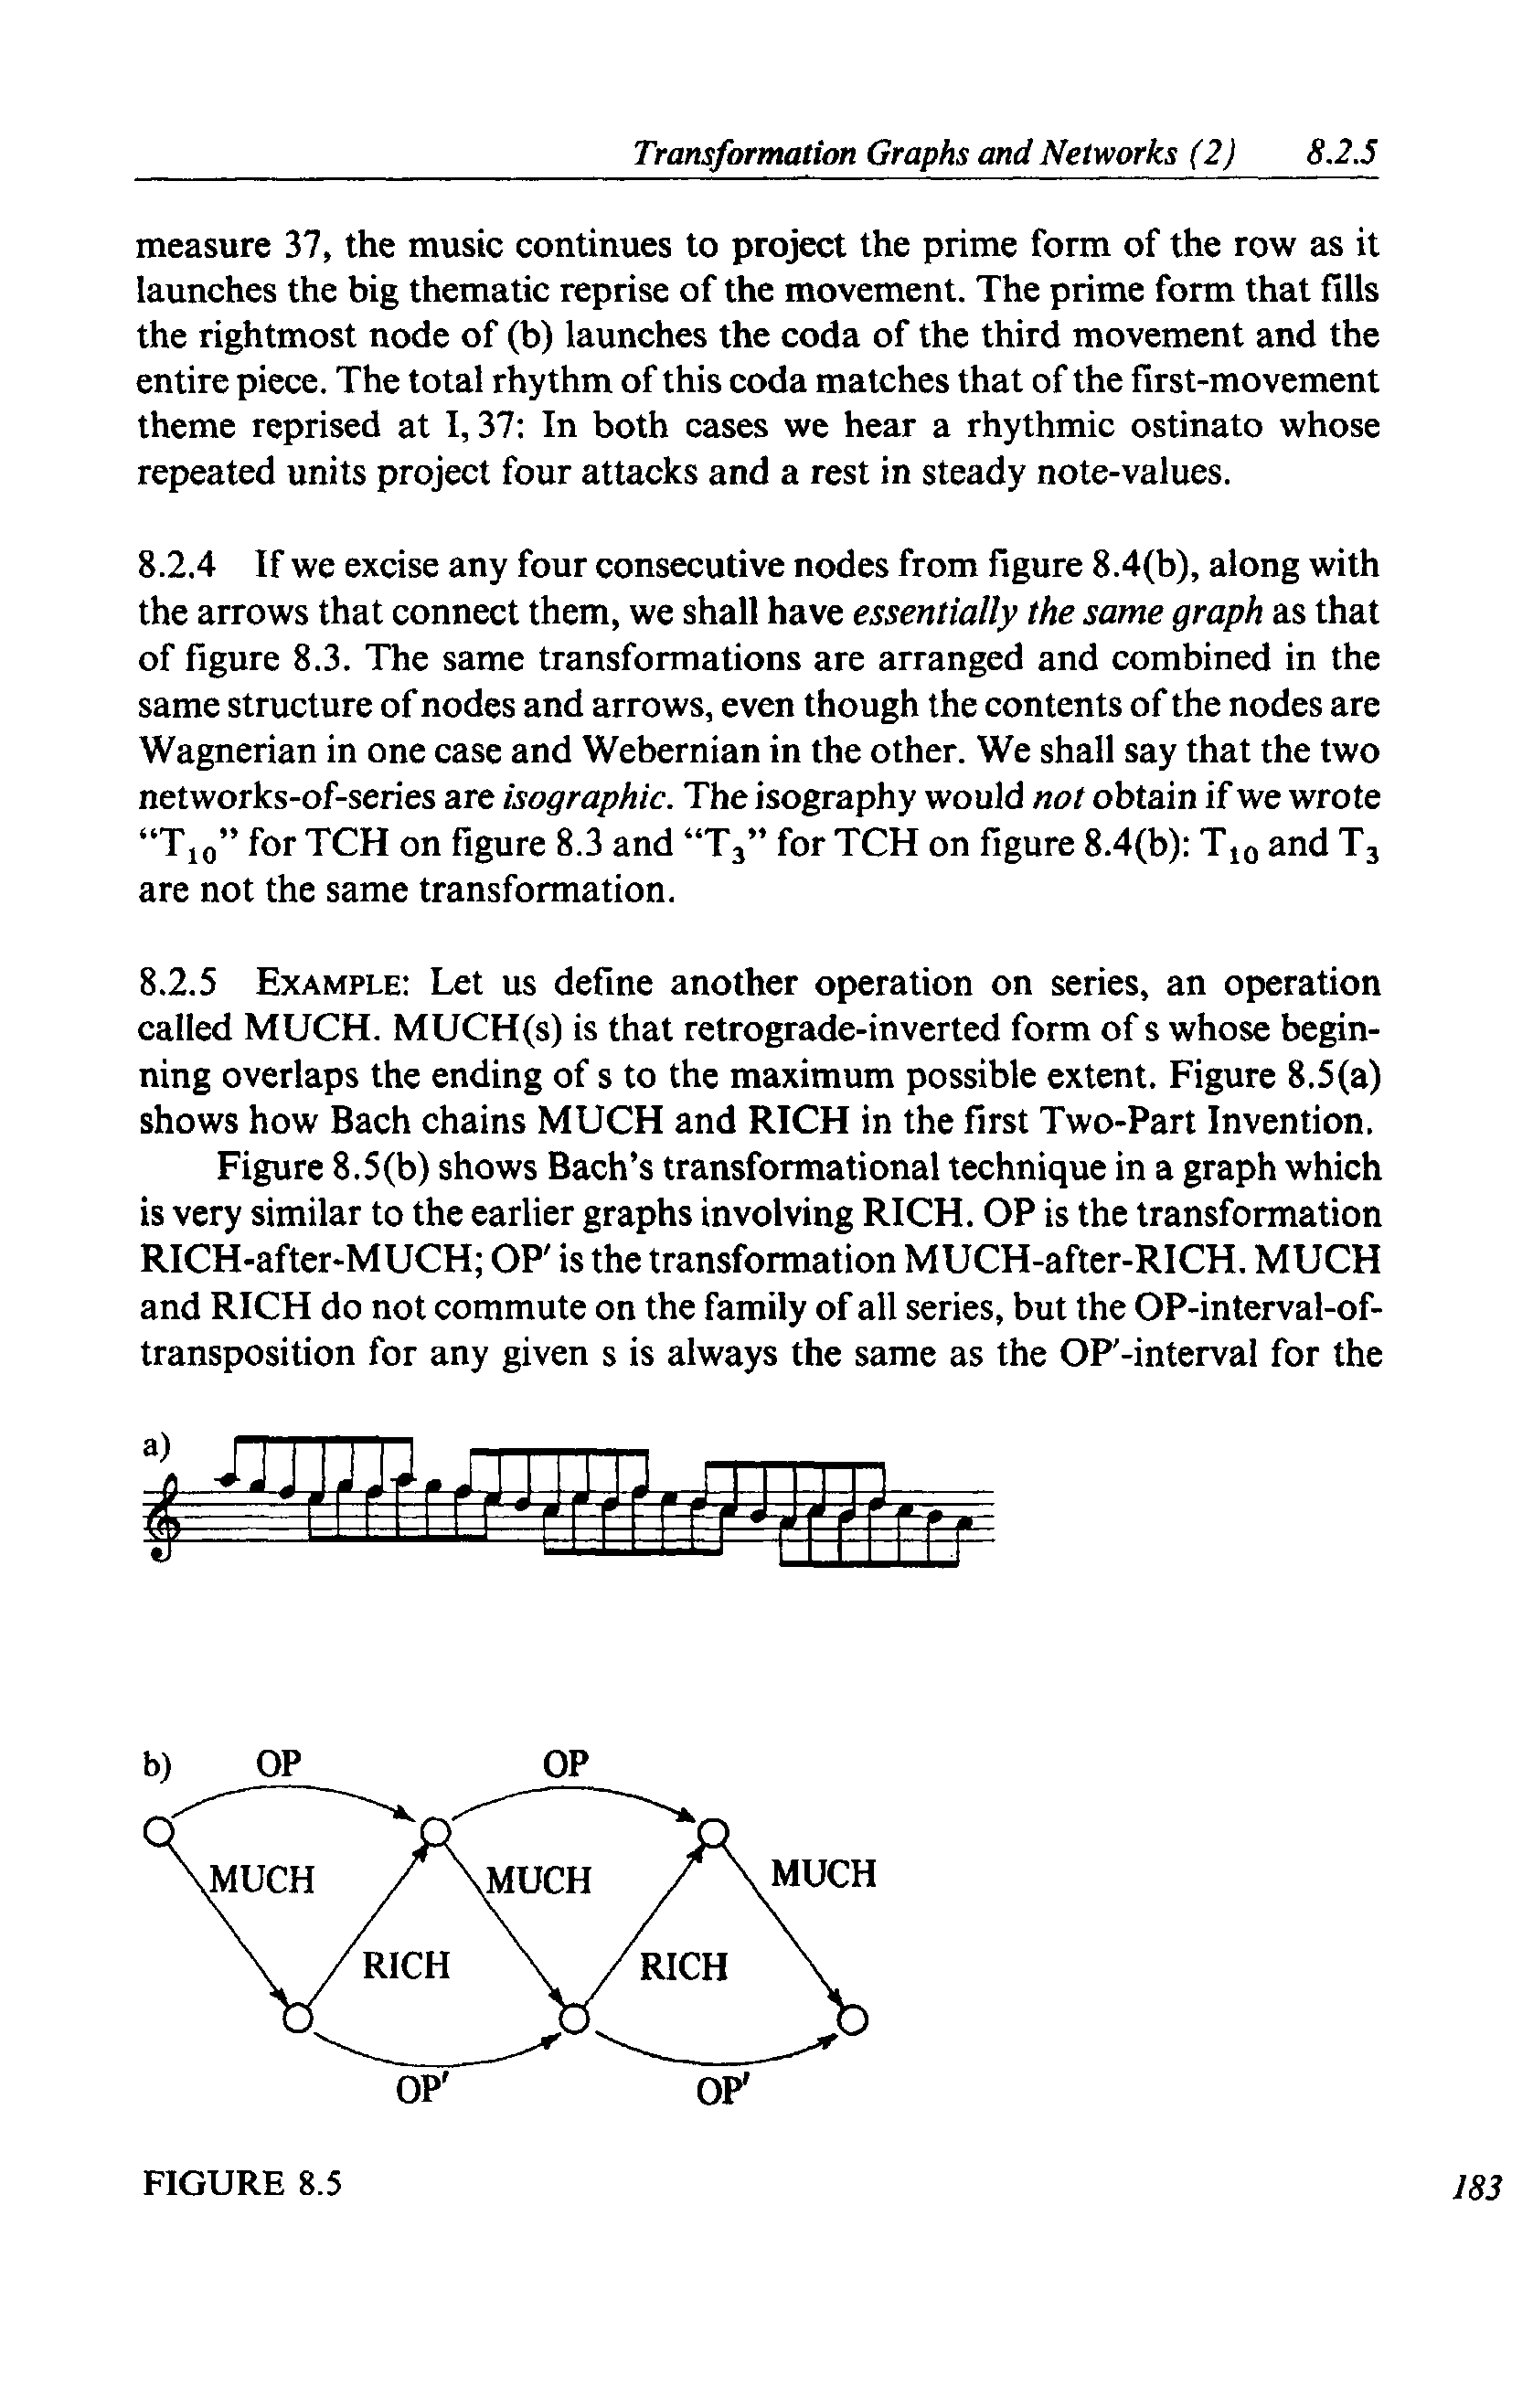 Transformation Graphs and Networks (2) 8.2.5
measure 37, the music continues to project the prime form of the row as it
launches the big thematic reprise of the movement. The prime form that fills
the rightmost node of (b) launches the coda of the third movement and the
entire piece. The total rhythm of this coda matches that of the first-movement
theme reprised at I, 37: In both cases we hear a rhythmic ostinato whose
repeated units project four attacks and a rest in steady note-values.
8.2.4 If we excise any four consecutive nodes from figure 8.4(b), along with
the arrows that connect them, we shall have essentially the same graph as that
of figure 8.3. The same transformations are arranged and combined in the
same structure of nodes and arrows, even though the contents of the nodes are
Wagnerian in one case and Webernian in the other. We shall say that the two
networks-of-series are isographic. The isography would not obtain if we wrote
“T₁₀” for TCH on figure 8.3 and “T₃” for TCH on figure 8.4(b): T₁₀ and T₃
are not the same transformation.
8.2.5 EXAMPLE: Let us define another operation on series, an operation
called MUCH. MUCH(s) is that retrograde-inverted form of s whose begin-
ning overlaps the ending of s to the maximum possible extent. Figure 8.5(a)
shows how Bach chains MUCH and RICH in the first Two-Part Invention.
Figure 8.5(b) shows Bach’s transformational technique in a graph which
is very similar to the earlier graphs involving RICH. OP is the transformation
RICH-after-MUCH; OP′ is the transformation MUCH-after-RICH. MUCH
and RICH do not commute on the family of all series, but the OP-interval-of-
transposition for any given s is always the same as the OP′-interval for the
a)
b) OP OP
MUCH MUCH MUCH
RICH RICH
OP′ OP′
FIGURE 8.5
183